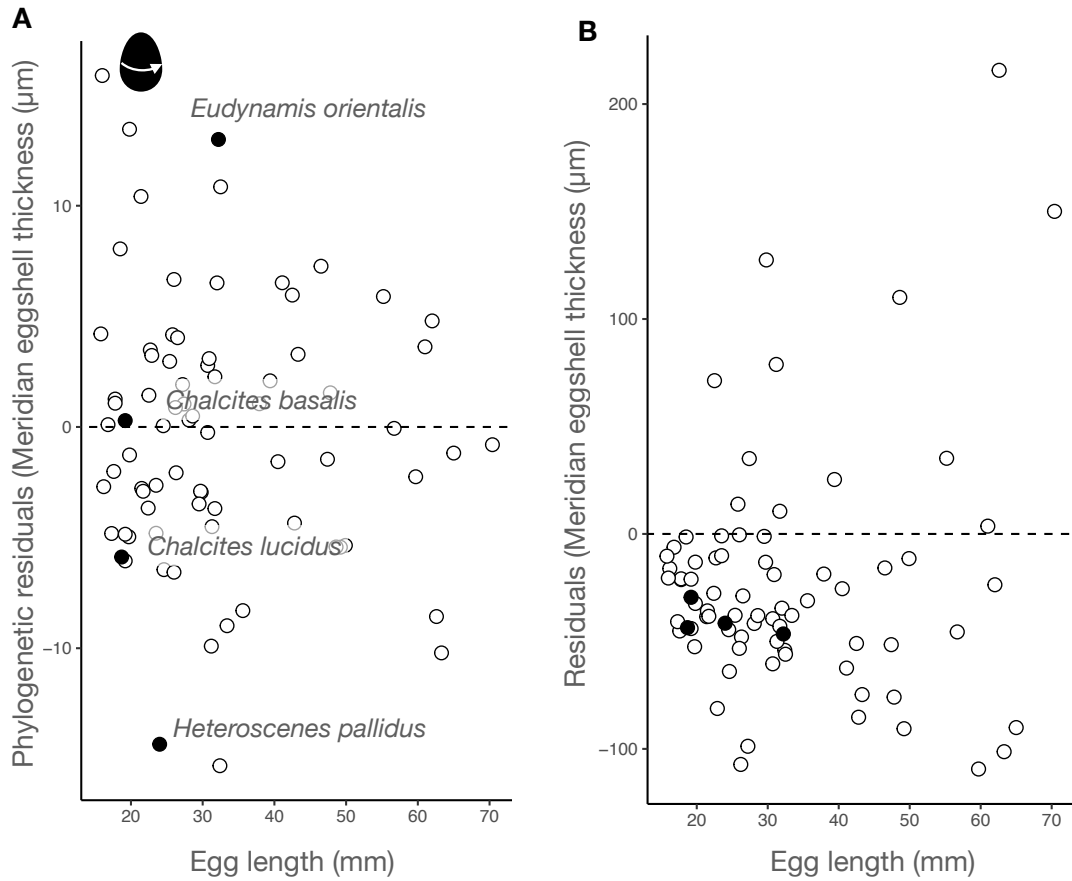 A
Phylogenetic residuals (Meridian eggshell thickness (μm)
10
0
−10
Eudynamis orientalis
Chalcites basalis
Chalcites lucidus
Heteroscenes pallidus
20 30 40 50 60 70
Egg length (mm)
B
Residuals (Meridian eggshell thickness (μm)
200
100
0
−100
20 30 40 50 60 70
Egg length (mm)